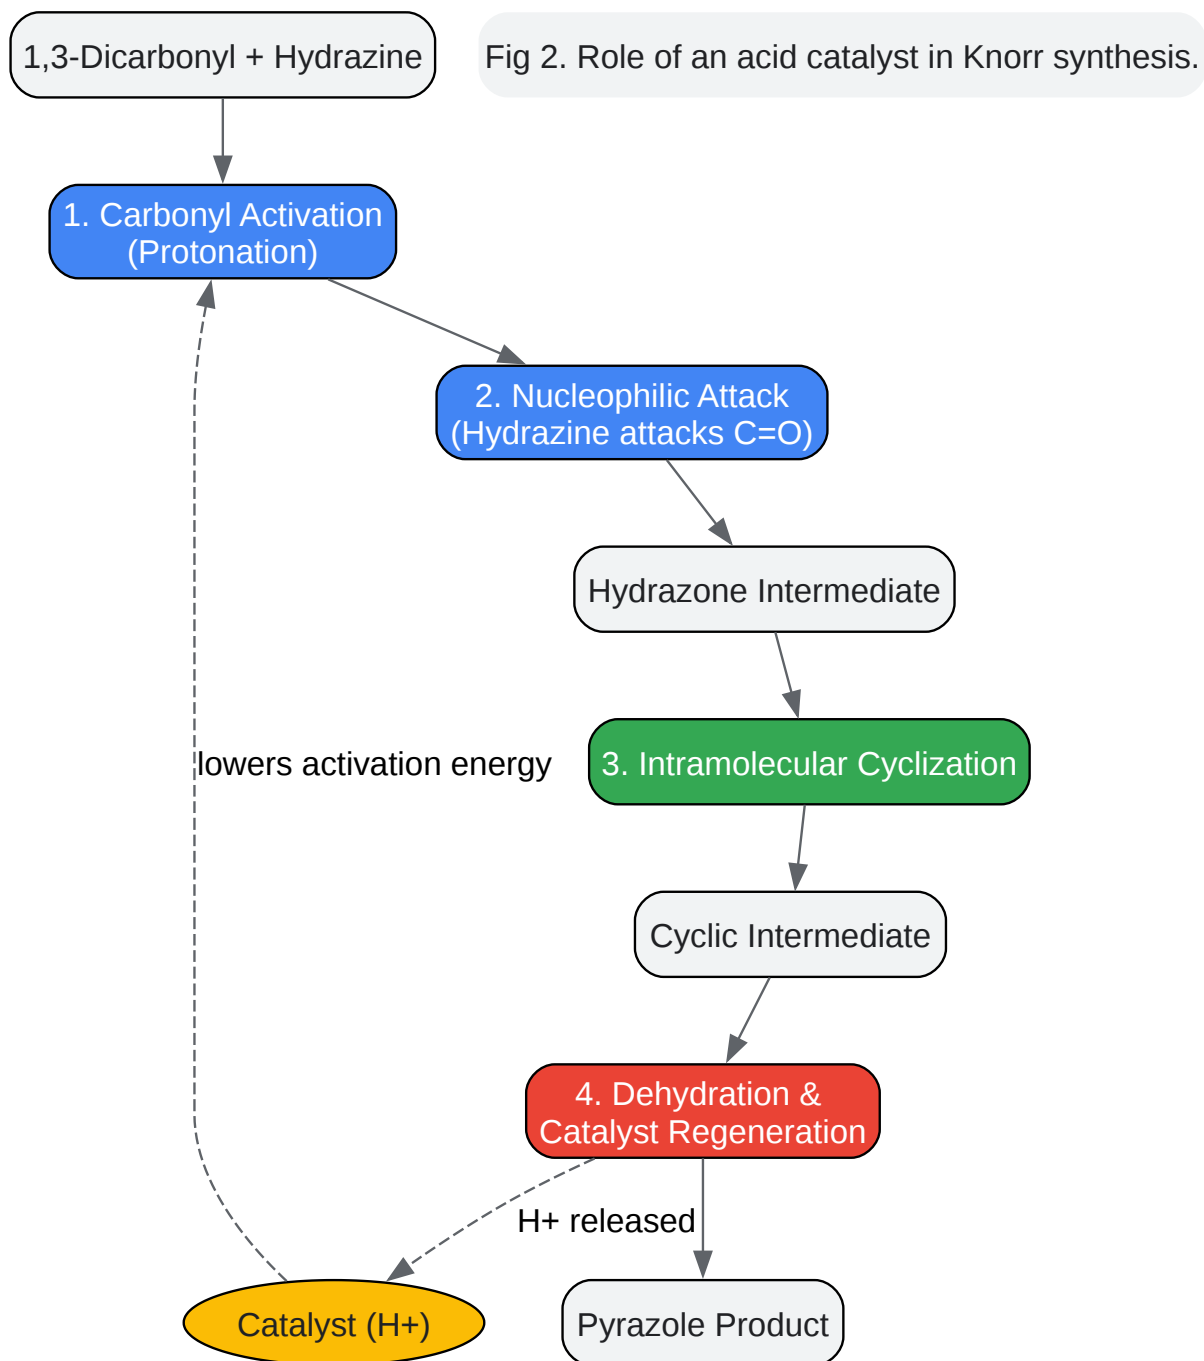 1,3-Dicarbonyl + Hydrazine
Fig 2. Role of an acid catalyst in Knorr synthesis.
1. Carbonyl Activation
(Protonation)
2. Nucleophilic Attack
(Hydrazine attacks C=O)
Hydrazone Intermediate
lowers activation energy
3. Intramolecular Cyclization
Cyclic Intermediate
4. Dehydration &
Catalyst Regeneration
H+ released
Catalyst (H+)
Pyrazole Product